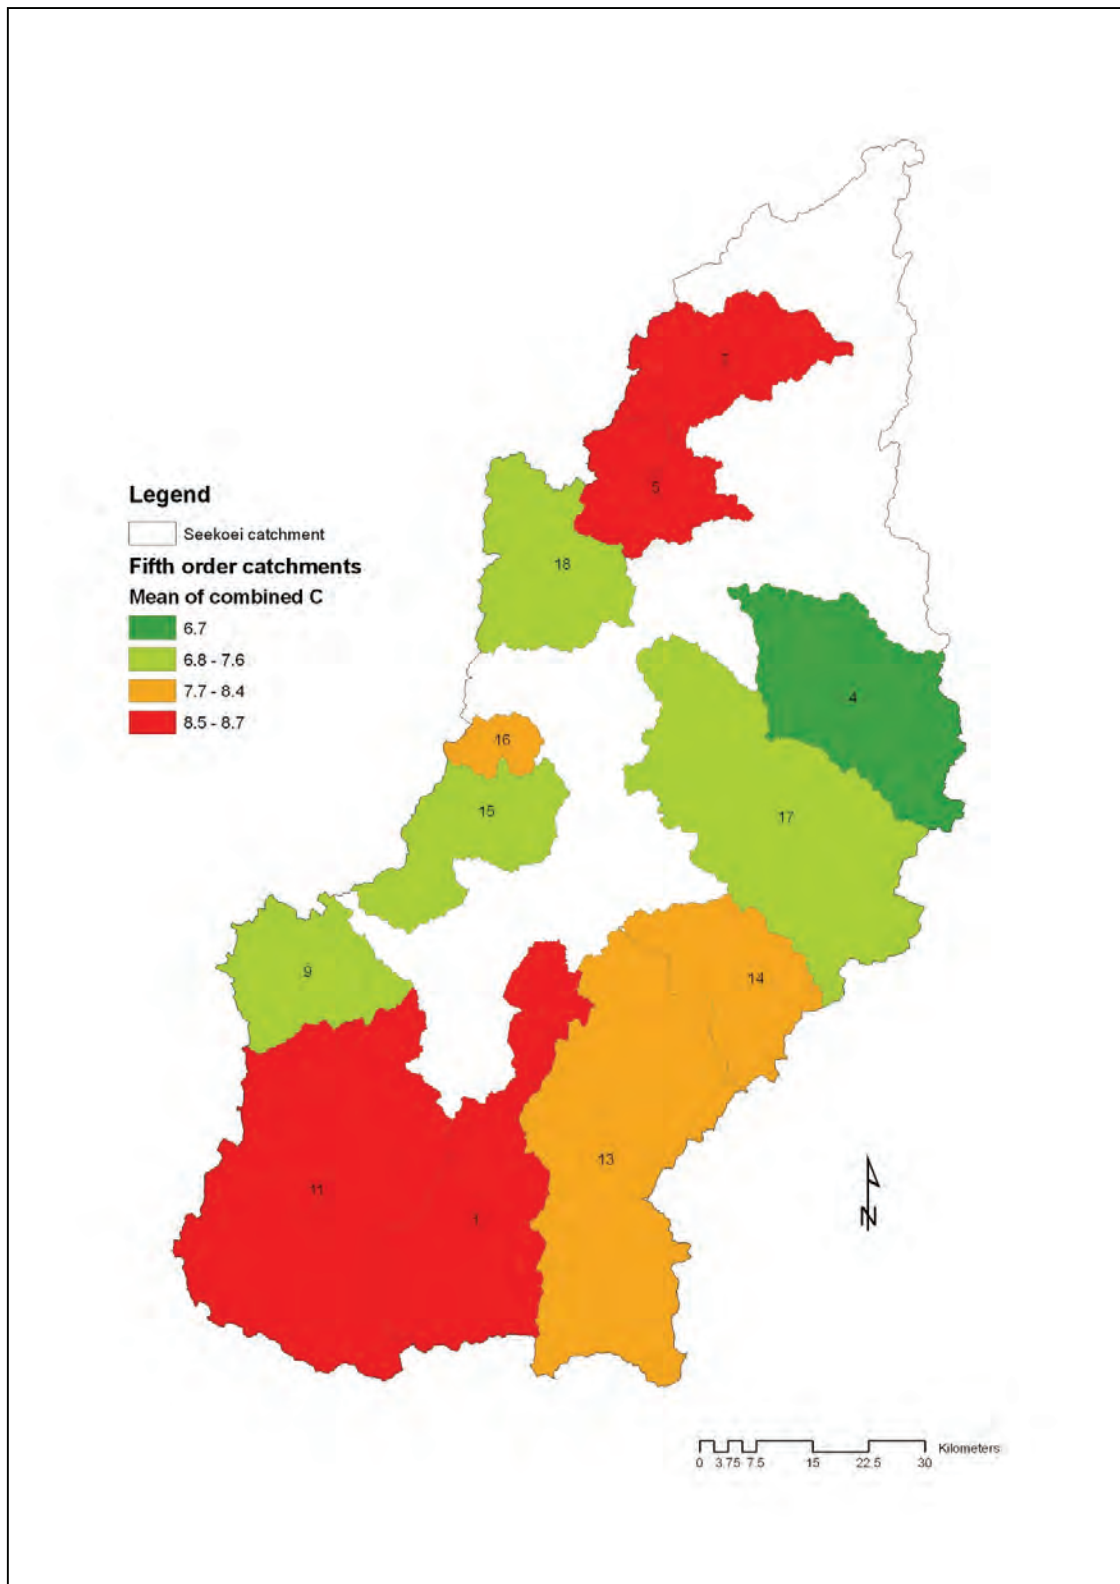 5
18
4
16
15
17
9
14
13
11
1
Legend
Seekoei catchment
Fifth order catchments
Mean of combined C
6.7
6.8 - 7.6
7.7 - 8.4
8.5 - 8.7
N
Kilometers
0 3.75 7.5 15 22.5 30